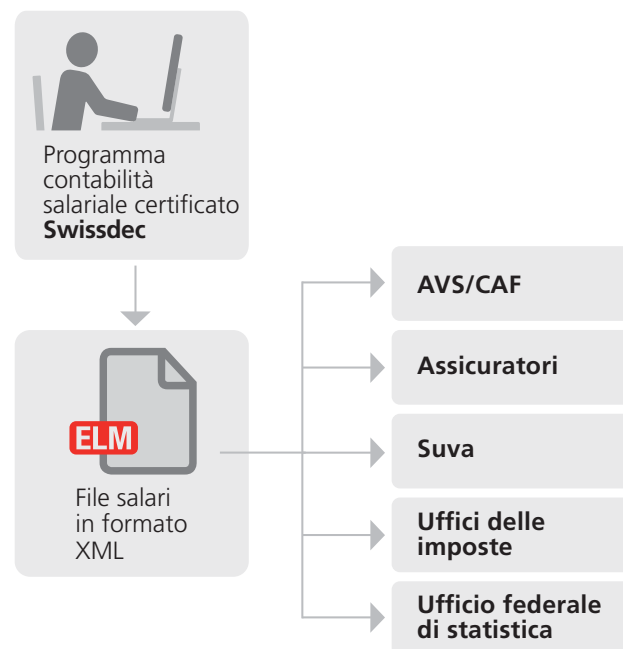 Programma
contabilità
salariale certificato
Swissdec
ELM
File salari
in formato
XML
AVS/CAF
Assicuratori
Suva
Uffici delle
imposte
Ufficio federale
di statistica